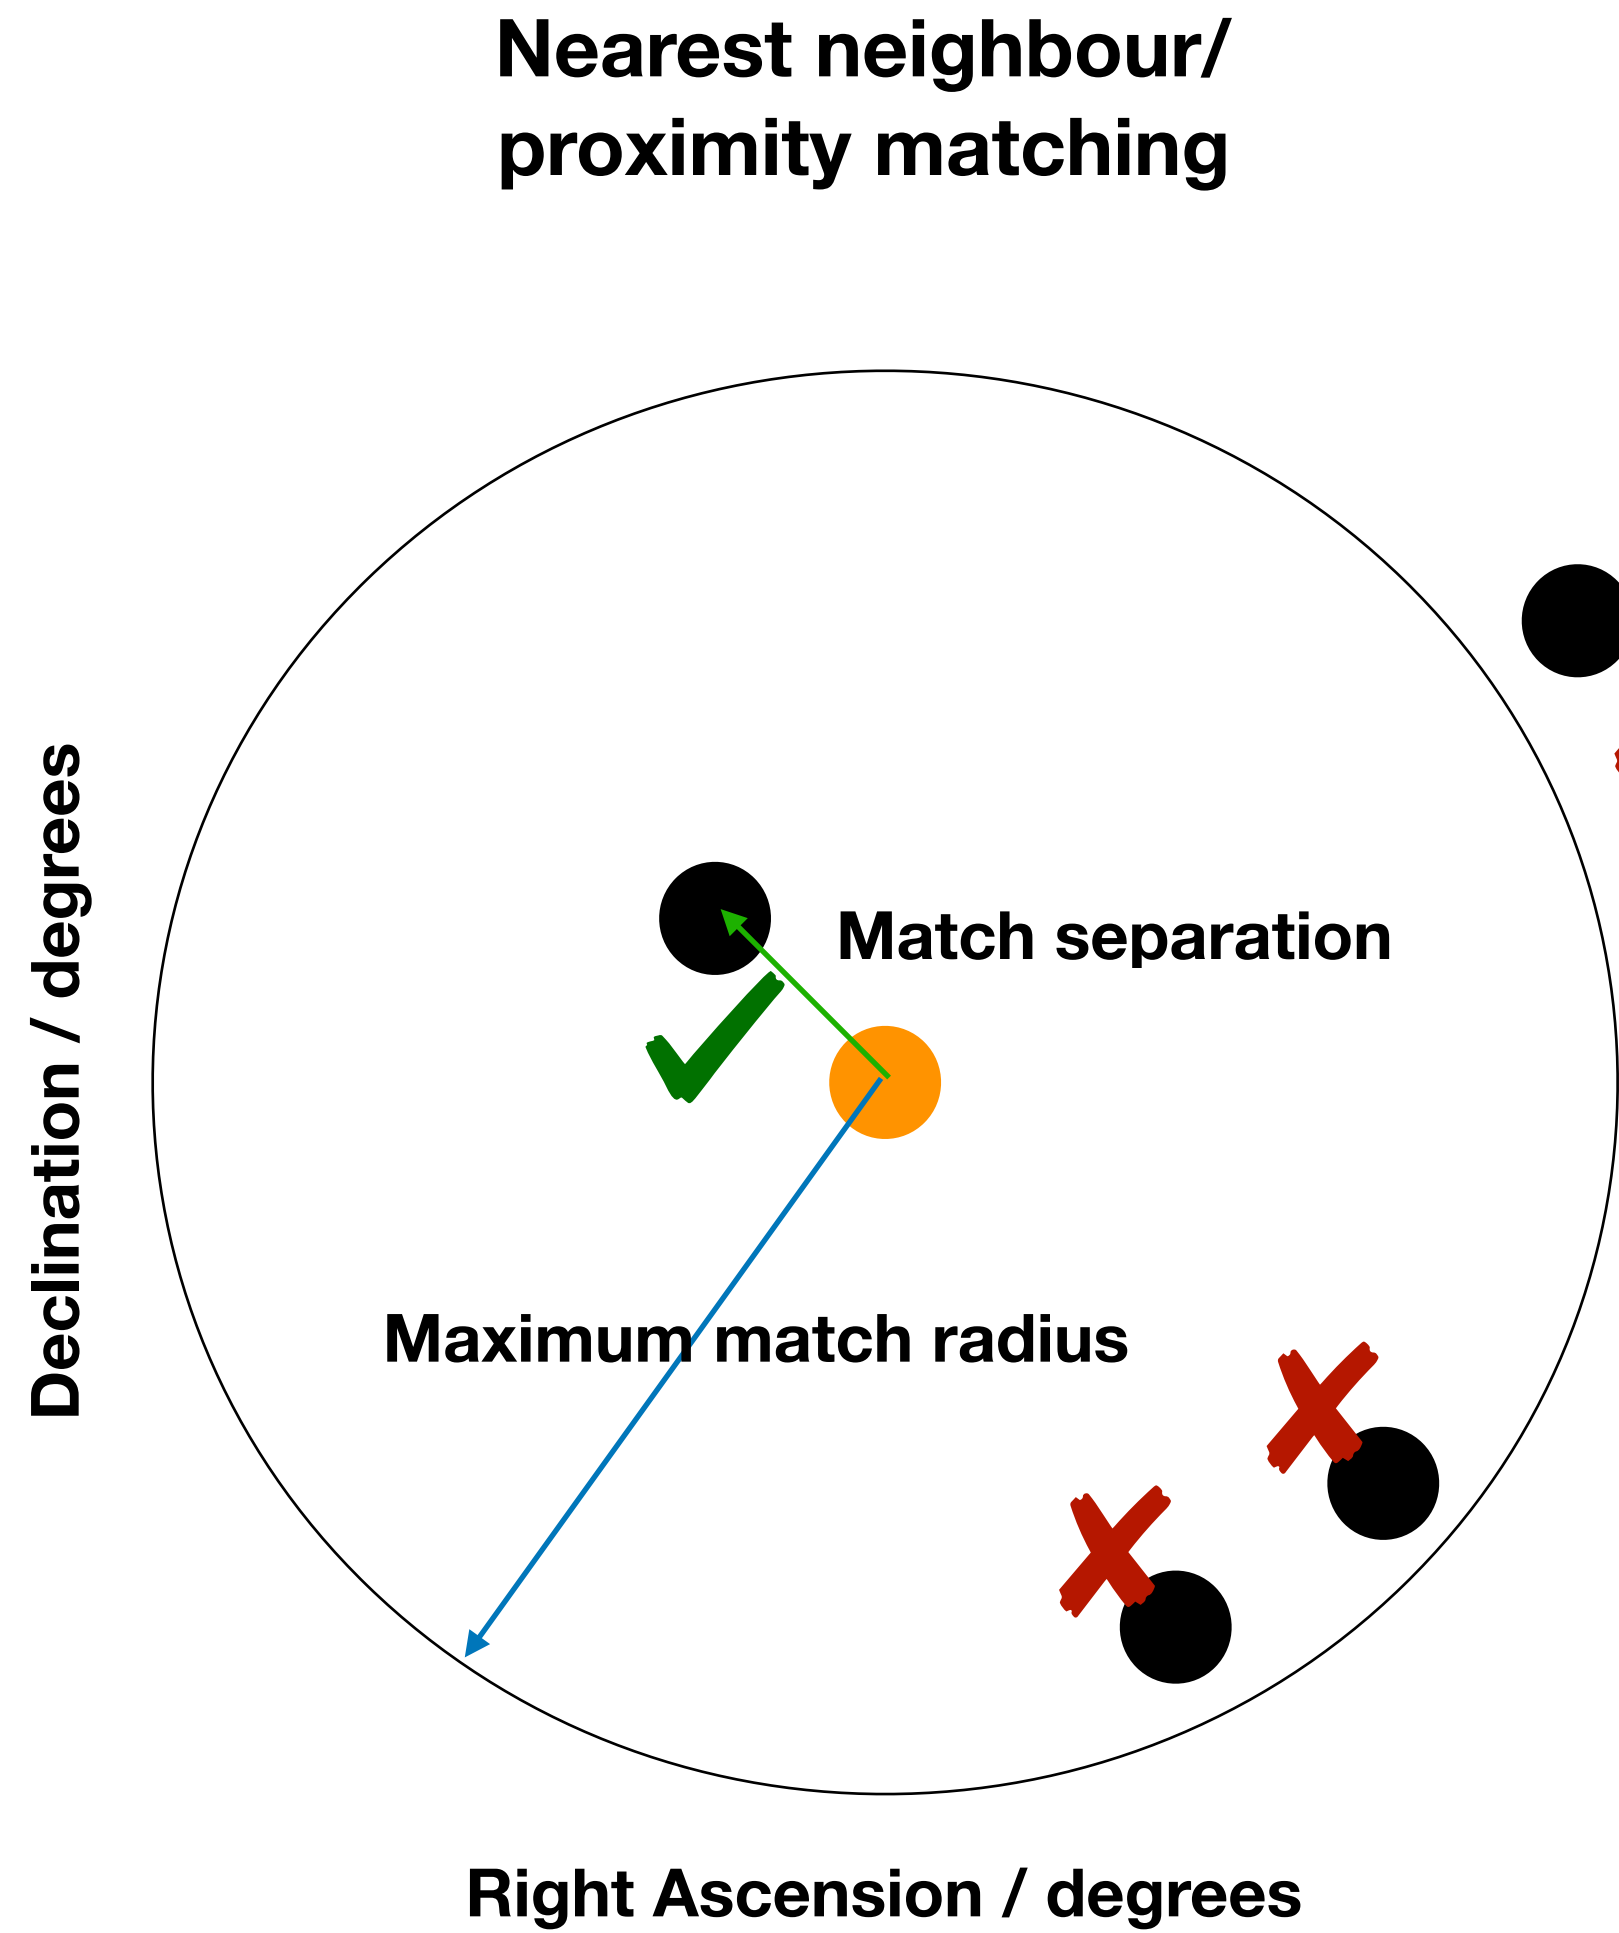 Nearest neighbour/
proximity matching
Declination / degrees
Match separation
Maximum match radius
Right Ascension / degrees